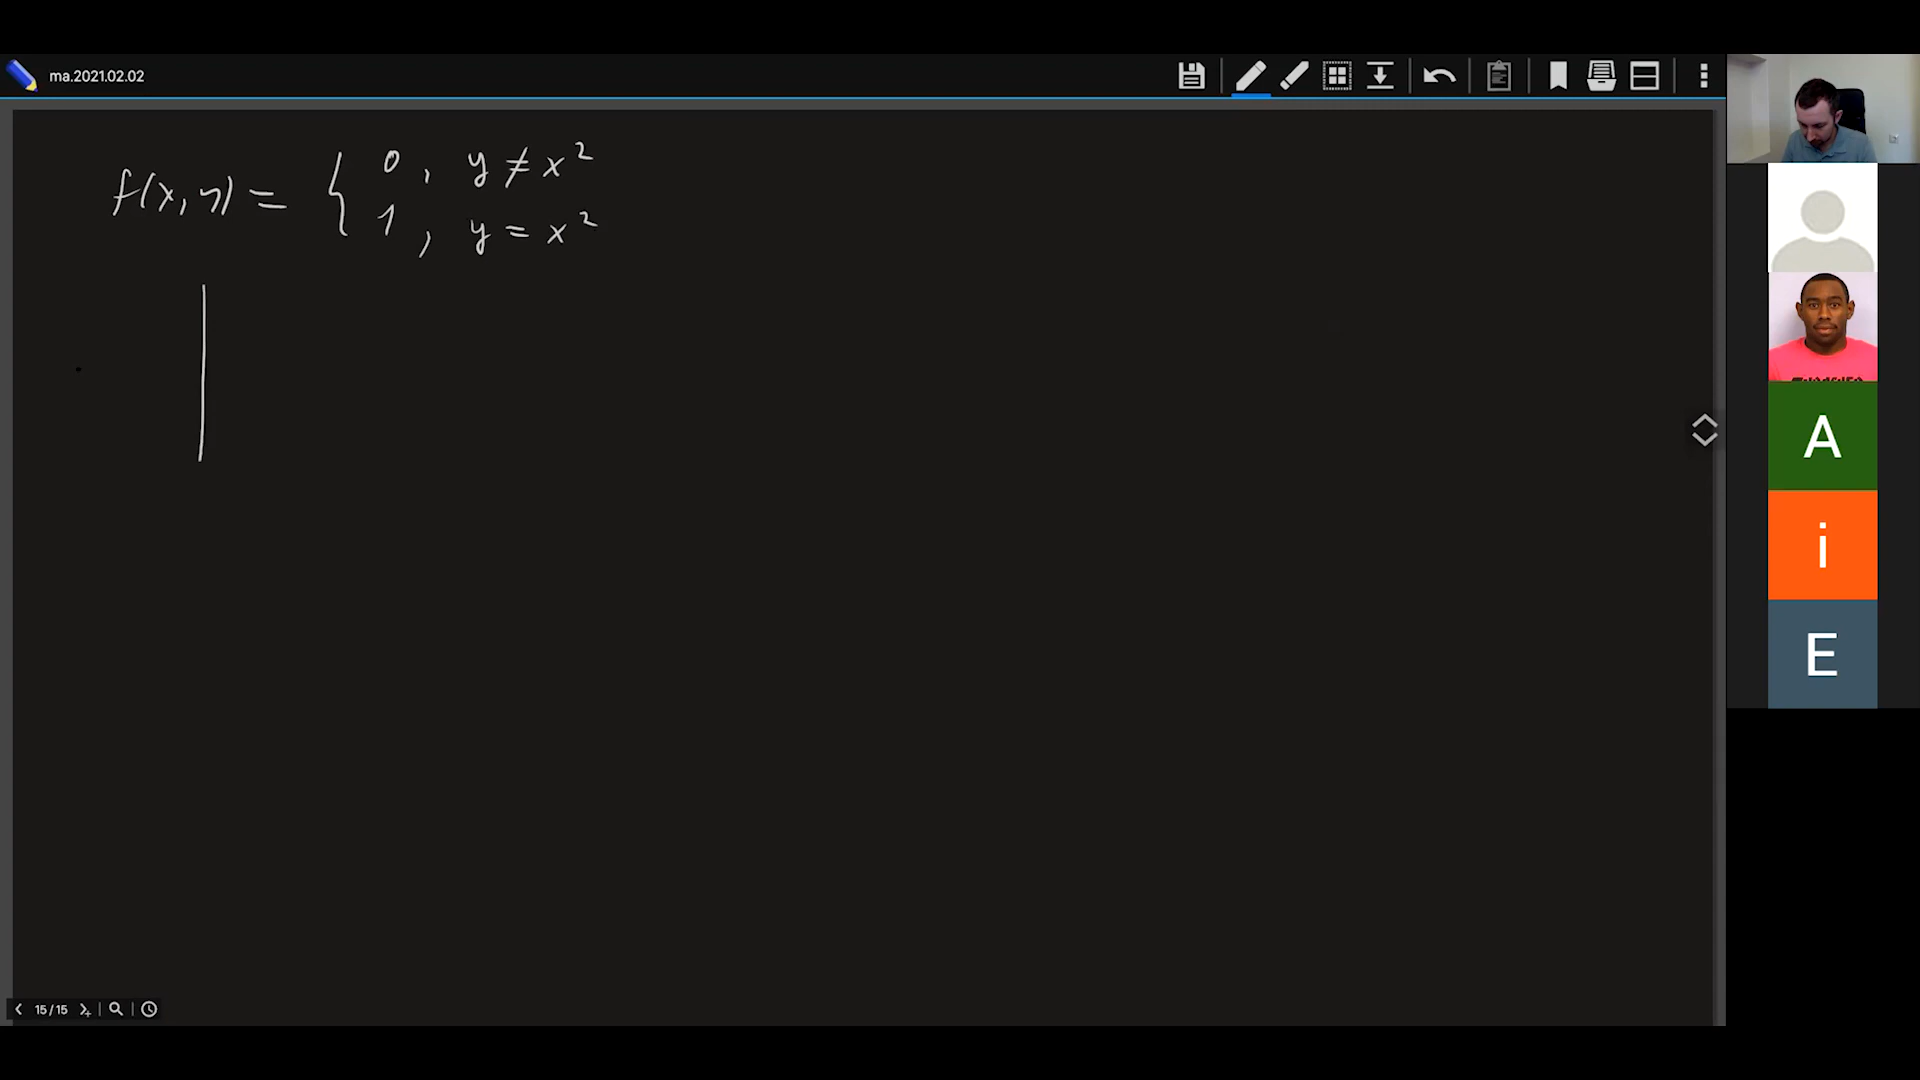 ma.2021.02.02
f(x, y) = { 0 , y ≠ x²
1 , y = x²
A
i
E
15 / 15